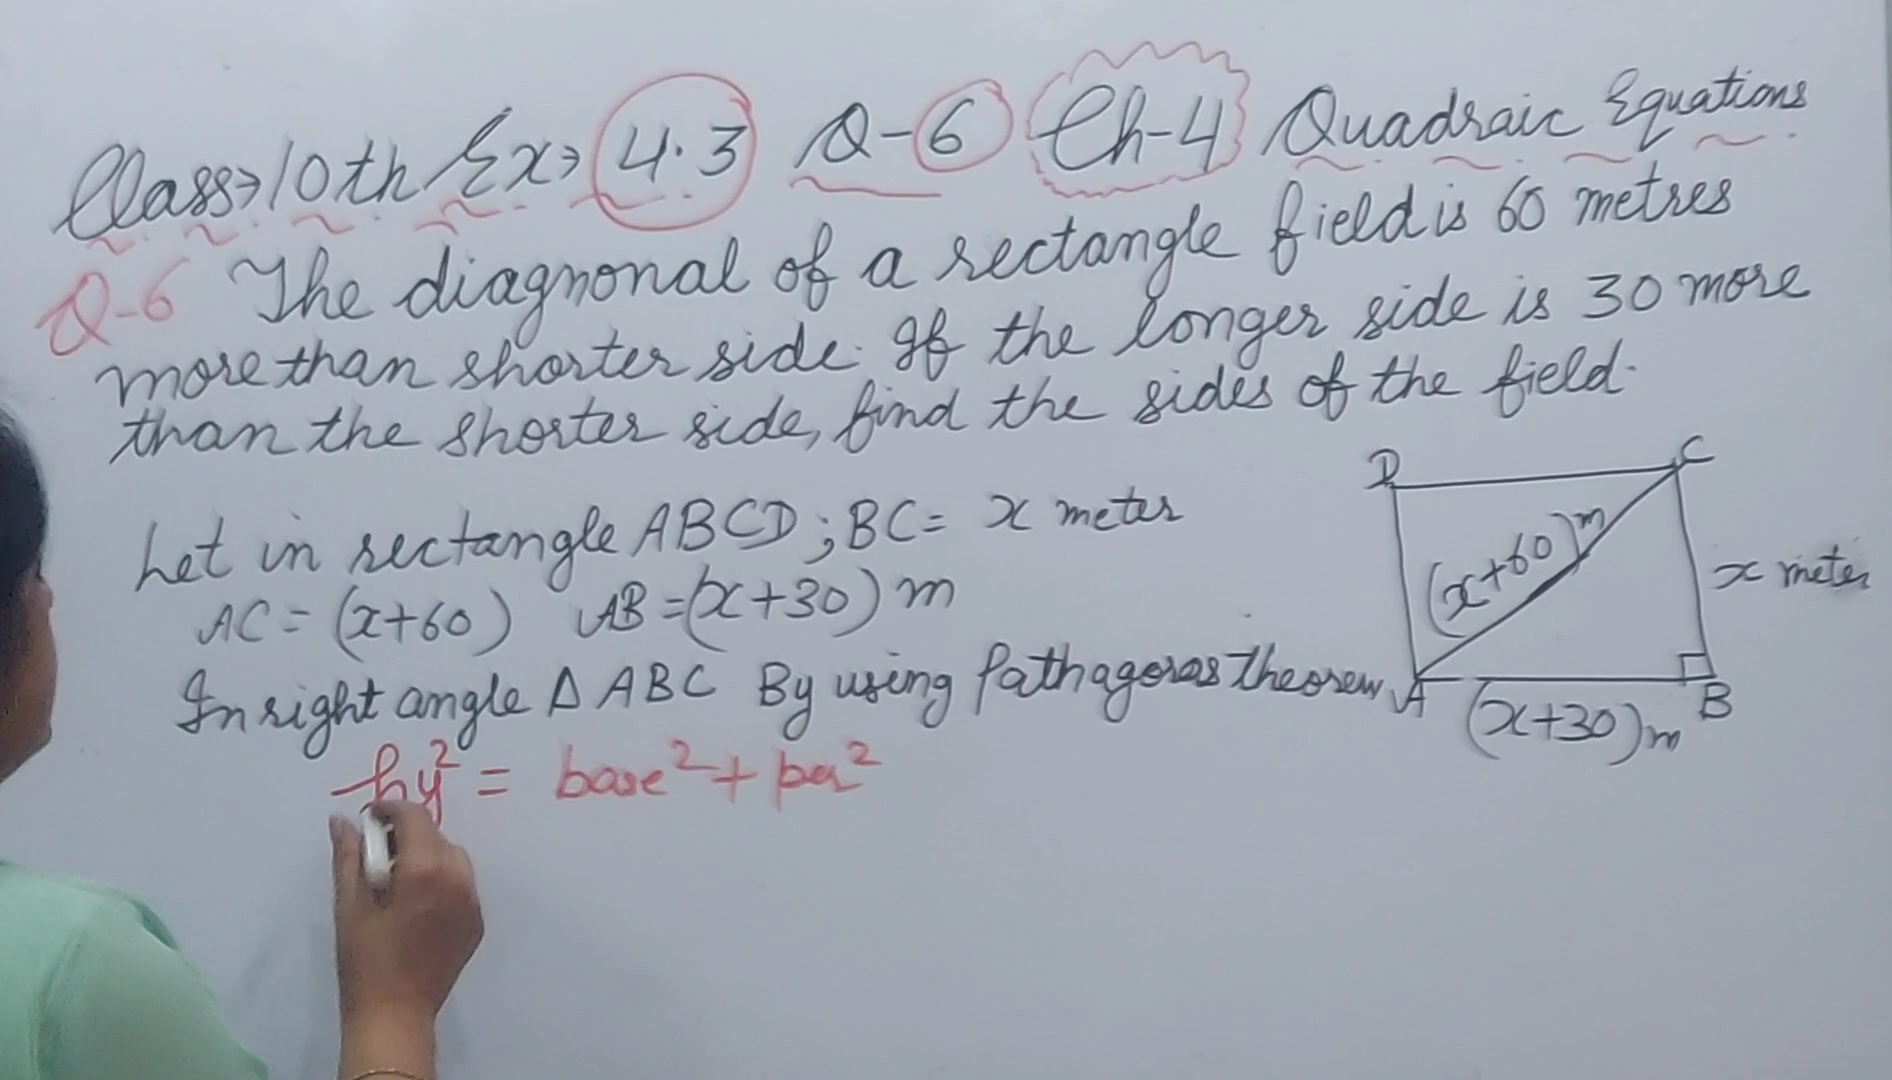 Class→10th Ex→ 4.3 Q-6 Ch-4 Quadraic Equations
Q-6 The diagnonal of a rectangle field is 60 metres
more than shorter side. If the longer side is 30 more
than the shorter side, find the sides of the field.
Let in rectangle ABCD ; BC = x meter
AC = (x+60) AB = (x+30) m
In right angle Δ ABC By using Pathagoras theorem
hy² = base² + per²
D
C
(x+60) m
x meter
A
B
(x+30) m